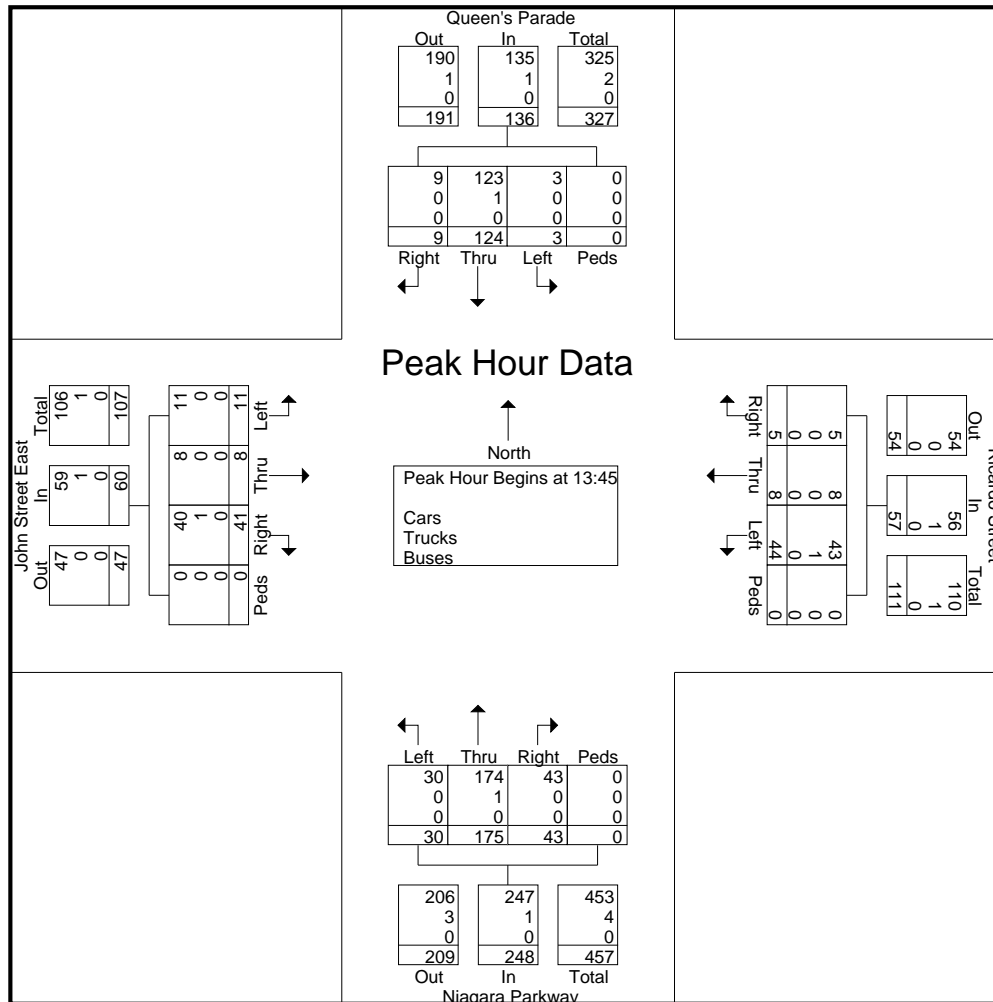 Queen's Parade
Out In Total
190 135 325
1 1 2
0 0 0
191 136 327
9 123 3 0
0 1 0 0
0 0 0 0
9 124 3 0
Right Thru Left Peds
Peak Hour Data
North
Peak Hour Begins at 13:45
Cars
Trucks
Buses
John Street East
Total In Out
106 1 0 107
59 1 0 60
47 0 0 47
Left 11 0 0 11
Thru 8 0 0 8
Right 40 1 0 41
Peds 0 0 0 0
Right 5 0 0 5
Thru 8 0 0 8
Left 43 1 0 44
Peds 0 0 0 0
Out In Total
54 0 0 54
56 1 0 57
110 1 0 111
Left Thru Right Peds
30 174 43 0
0 1 0 0
0 0 0 0
30 175 43 0
206 247 453
3 1 4
0 0 0
209 248 457
Out In Total
Niagara Parkway